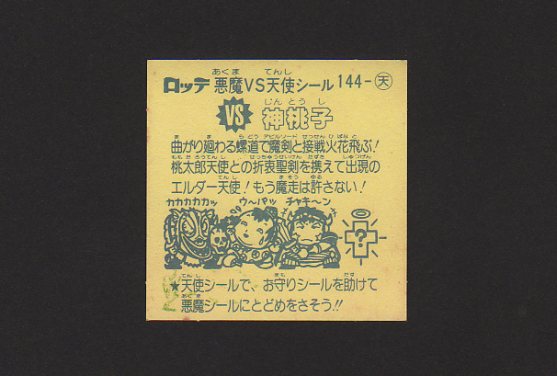 ロッテ 悪魔VS天使シール 144-天
VS 神桃子
曲がり廻わる螺道で魔剣と接戦火花飛ぶ!
桃太郎天使との折衷聖剣を携えて出現の
エルダー天使!もう魔走は許さない!
カカカカカッ ウ〜パッ チャキ〜ン
?
★天使シールで、お守りシールを助けて
悪魔シールにとどめをさそう!!